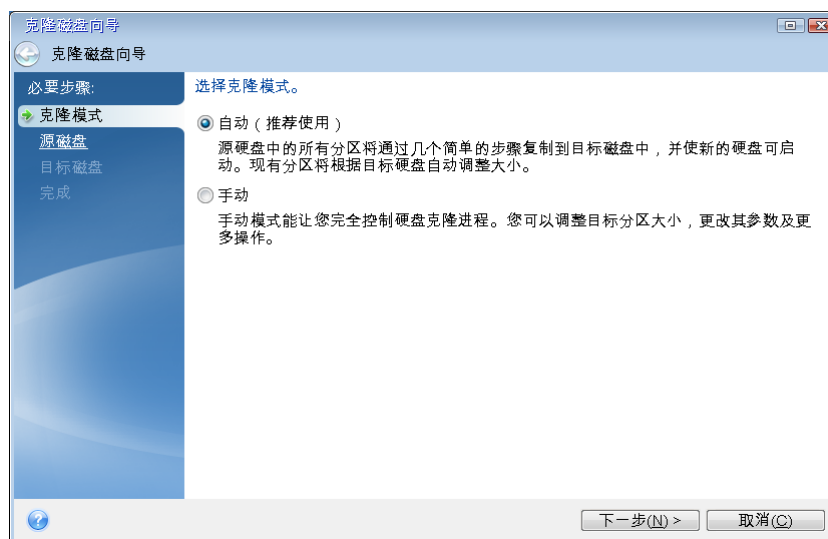 克隆磁盘向导
克隆磁盘向导
必要步骤:
克隆模式
源磁盘
目标磁盘
完成
选择克隆模式。
自动（推荐使用）
源硬盘中的所有分区将通过几个简单的步骤复制到目标磁盘中，并使新的硬盘可启
动。现有分区将根据目标硬盘自动调整大小。
手动
手动模式能让您完全控制硬盘克隆进程。您可以调整目标分区大小，更改其参数及更
多操作。
下一步(N) >
取消(C)